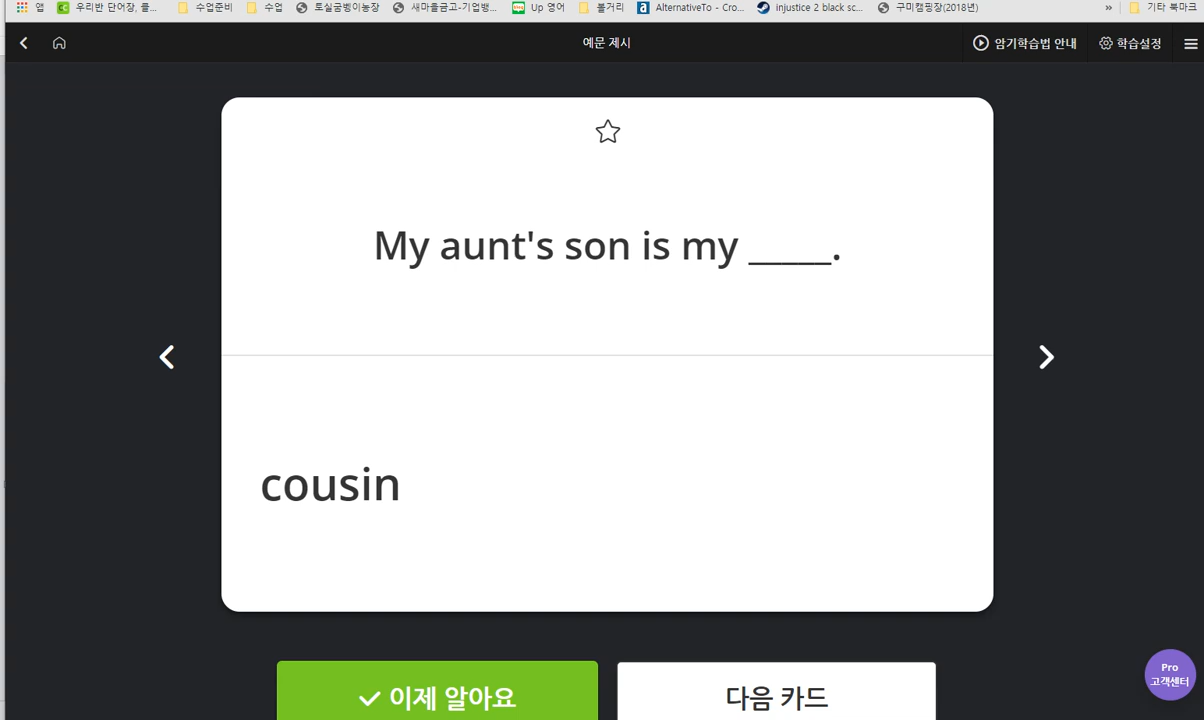 앱 우리반 단어장, 클... 수업준비 수업 토실굼벵이농장 새마을금고-기업뱅... Up 영어 볼거리 AlternativeTo - Cro... injustice 2 black sc... 구미캠핑장(2018년) » 기타 북마크
예문 제시 암기학습법 안내 학습설정
My aunt's son is my _____.
cousin
이제 알아요 다음 카드
Pro
고객센터